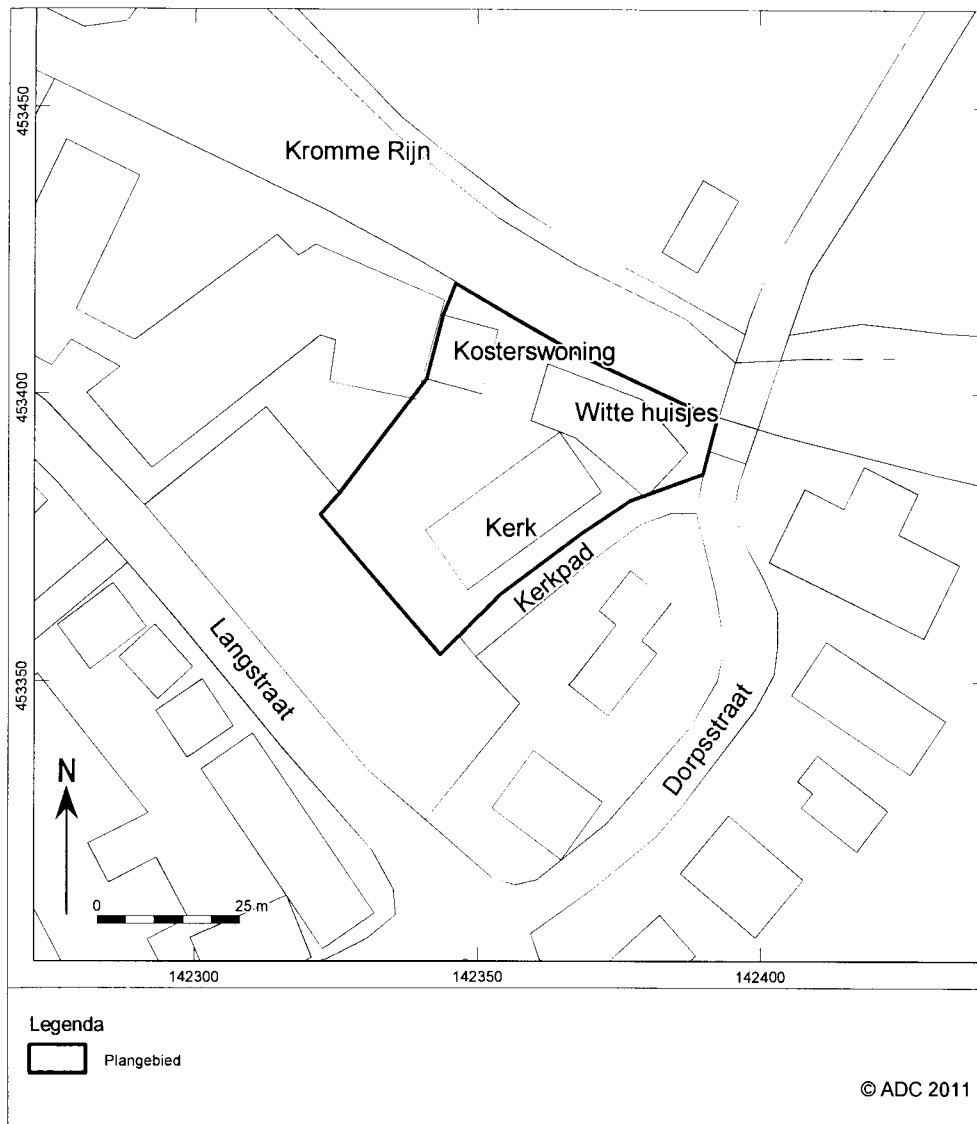 453450
Kromme Rijn
Kosterswoning
453400
Witte huisjes
Kerk
Kerkpad
Langstraat
453350
Dorpsstraat
N
0 25 m
142300 142350 142400
Legenda
Plangebied
© ADC 2011